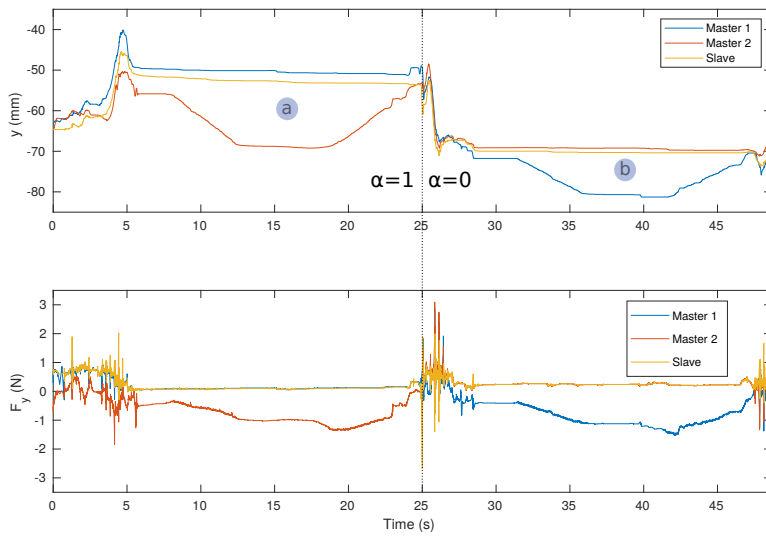 -40
-50
-60
-70
-80
y (mm)
Master 1
Master 2
Slave
a
b
α=1
α=0
0 5 10 15 20 25 30 35 40 45
3
2
1
0
-1
-2
-3
F_y (N)
Master 1
Master 2
Slave
0 5 10 15 20 25 30 35 40 45
Time (s)